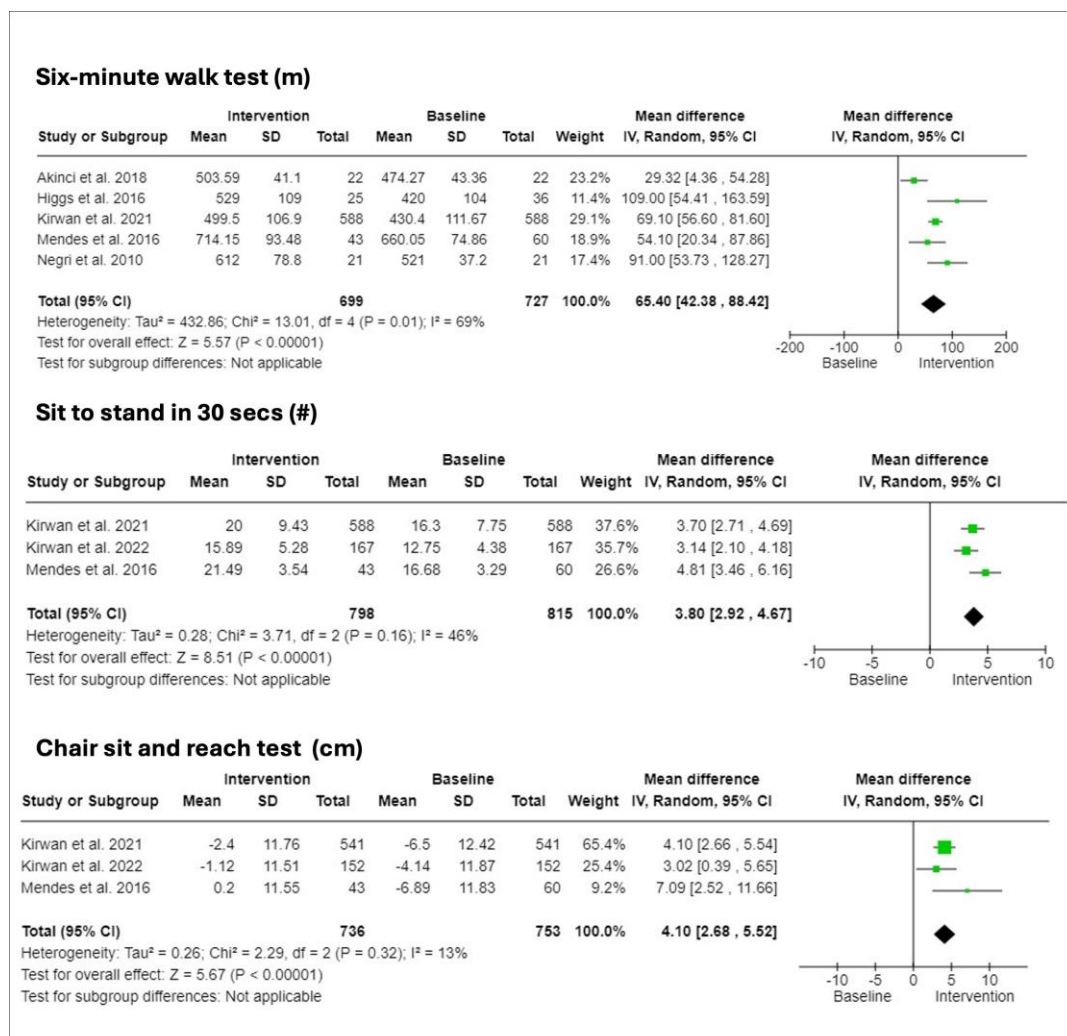 Six-minute walk test (m)
Intervention Baseline Mean difference Mean difference
Study or Subgroup Mean SD Total Mean SD Total Weight IV, Random, 95% CI IV, Random, 95% CI
Akinci et al. 2018 503.59 41.1 22 474.27 43.36 22 23.2% 29.32 [4.36 , 54.28]
Higgs et al. 2016 529 109 25 420 104 36 11.4% 109.00 [54.41 , 163.59]
Kirwan et al. 2021 499.5 106.9 588 430.4 111.67 588 29.1% 69.10 [56.60 , 81.60]
Mendes et al. 2016 714.15 93.48 43 660.05 74.86 60 18.9% 54.10 [20.34 , 87.86]
Negri et al. 2010 612 78.8 21 521 37.2 21 17.4% 91.00 [53.73 , 128.27]
Total (95% CI) 699 727 100.0% 65.40 [42.38 , 88.42]
Heterogeneity: Tau² = 432.86; Chi² = 13.01, df = 4 (P = 0.01); I² = 69%
Test for overall effect: Z = 5.57 (P < 0.00001)
Test for subgroup differences: Not applicable
-200 -100 0 100 200
Baseline Intervention
Sit to stand in 30 secs (#)
Intervention Baseline Mean difference Mean difference
Study or Subgroup Mean SD Total Mean SD Total Weight IV, Random, 95% CI IV, Random, 95% CI
Kirwan et al. 2021 20 9.43 588 16.3 7.75 588 37.6% 3.70 [2.71 , 4.69]
Kirwan et al. 2022 15.89 5.28 167 12.75 4.38 167 35.7% 3.14 [2.10 , 4.18]
Mendes et al. 2016 21.49 3.54 43 16.68 3.29 60 26.6% 4.81 [3.46 , 6.16]
Total (95% CI) 798 815 100.0% 3.80 [2.92 , 4.67]
Heterogeneity: Tau² = 0.28; Chi² = 3.71, df = 2 (P = 0.16); I² = 46%
Test for overall effect: Z = 8.51 (P < 0.00001)
Test for subgroup differences: Not applicable
-10 -5 0 5 10
Baseline Intervention
Chair sit and reach test (cm)
Intervention Baseline Mean difference Mean difference
Study or Subgroup Mean SD Total Mean SD Total Weight IV, Random, 95% CI IV, Random, 95% CI
Kirwan et al. 2021 -2.4 11.76 541 -6.5 12.42 541 65.4% 4.10 [2.66 , 5.54]
Kirwan et al. 2022 -1.12 11.51 152 -4.14 11.87 152 25.4% 3.02 [0.39 , 5.65]
Mendes et al. 2016 0.2 11.55 43 -6.89 11.83 60 9.2% 7.09 [2.52 , 11.66]
Total (95% CI) 736 753 100.0% 4.10 [2.68 , 5.52]
Heterogeneity: Tau² = 0.26; Chi² = 2.29, df = 2 (P = 0.32); I² = 13%
Test for overall effect: Z = 5.67 (P < 0.00001)
Test for subgroup differences: Not applicable
-10 -5 0 5 10
Baseline Intervention